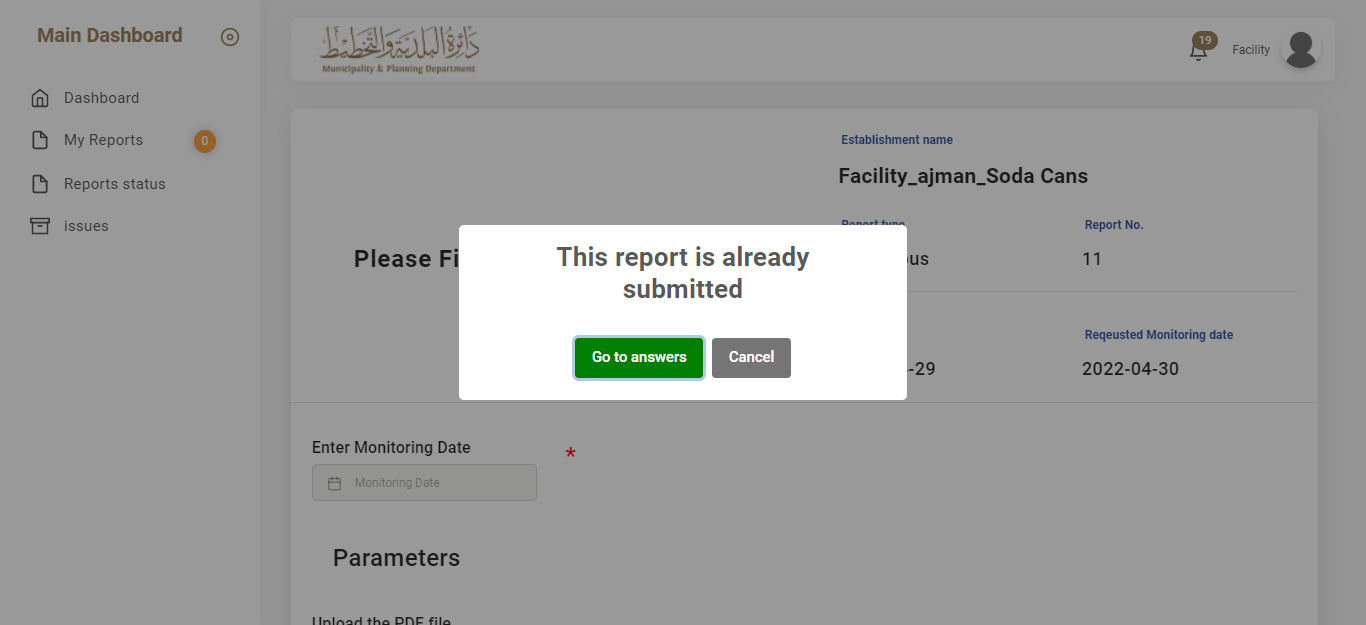 Main Dashboard
Dashboard
My Reports
0
Reports status
issues
دائرة البلدية والتخطيط
Municipality & Planning Department
19
Facility
Establishment name
Facility_ajman_Soda Cans
Report type
Report No.
11
Please Fi
This report is already
submitted
Go to answers
Cancel
Reqeusted Monitoring date
-29
2022-04-30
Enter Monitoring Date
*
Monitoring Date
Parameters
Upload the PDF file